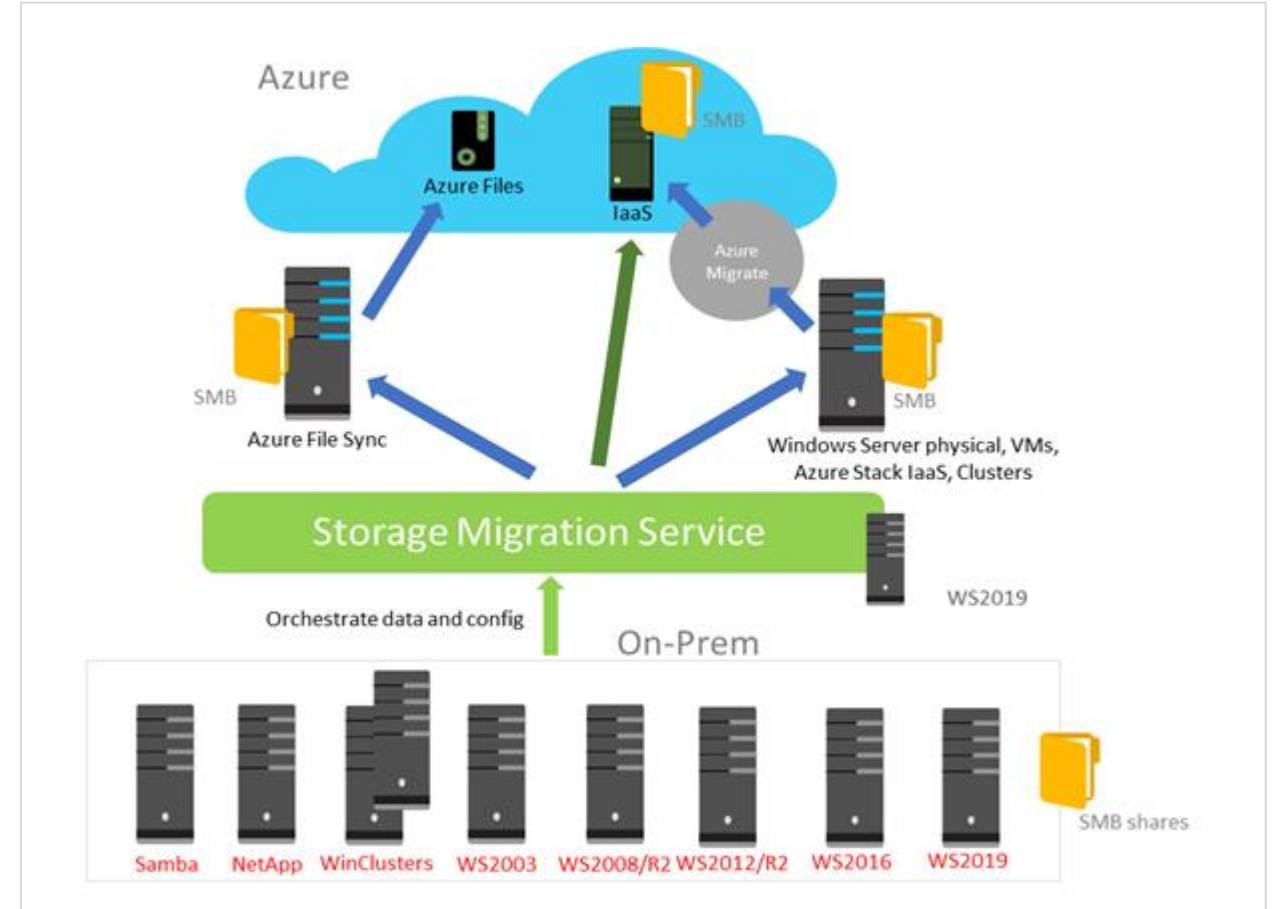 Azure
SMB
Azure Files
IaaS
Azure
Migrate
SMB
SMB
Azure File Sync
Windows Server physical, VMs,
Azure Stack IaaS, Clusters
Storage Migration Service
WS2019
Orchestrate data and config
On-Prem
SMB shares
Samba
NetApp
WinClusters
WS2003
WS2008/R2
WS2012/R2
WS2016
WS2019